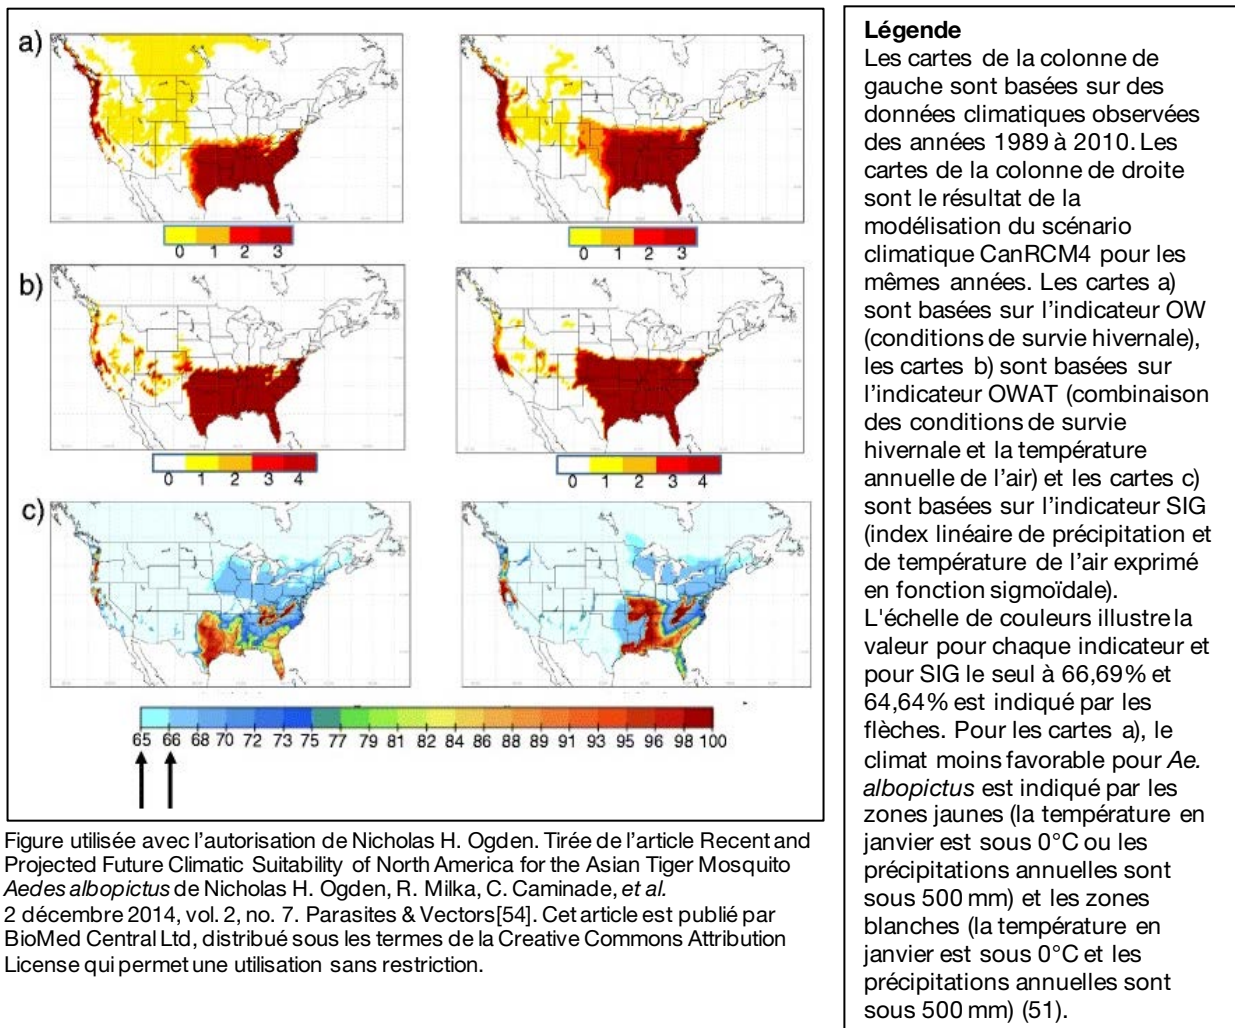 a)
0 1 2 3
0 1 2 3
b)
0 1 2 3 4
0 1 2 3 4
c)
65 66 68 70 72 73 75 77 79 81 82 84 86 88 89 91 93 95 96 98 100
Figure utilisée avec l'autorisation de Nicholas H. Ogden. Tirée de l'article Recent and
Projected Future Climatic Suitability of North America for the Asian Tiger Mosquito
Aedes albopictus de Nicholas H. Ogden, R. Milka, C. Caminade, et al.
2 décembre 2014, vol. 2, no. 7. Parasites & Vectors[54]. Cet article est publié par
BioMed Central Ltd, distribué sous les termes de la Creative Commons Attribution
License qui permet une utilisation sans restriction.
Légende
Les cartes de la colonne de
gauche sont basées sur des
données climatiques observées
des années 1989 à 2010. Les
cartes de la colonne de droite
sont le résultat de la
modélisation du scénario
climatique CanRCM4 pour les
mêmes années. Les cartes a)
sont basées sur l'indicateur OW
(conditions de survie hivernale),
les cartes b) sont basées sur
l'indicateur OWAT (combinaison
des conditions de survie
hivernale et la température
annuelle de l'air) et les cartes c)
sont basées sur l'indicateur SIG
(index linéaire de précipitation et
de température de l'air exprimé
en fonction sigmoïdale).
L'échelle de couleurs illustre la
valeur pour chaque indicateur et
pour SIG le seul à 66,69% et
64,64% est indiqué par les
flèches. Pour les cartes a), le
climat moins favorable pour Ae.
albopictus est indiqué par les
zones jaunes (la température en
janvier est sous 0°C ou les
précipitations annuelles sont
sous 500 mm) et les zones
blanches (la température en
janvier est sous 0°C et les
précipitations annuelles sont
sous 500 mm) (51).